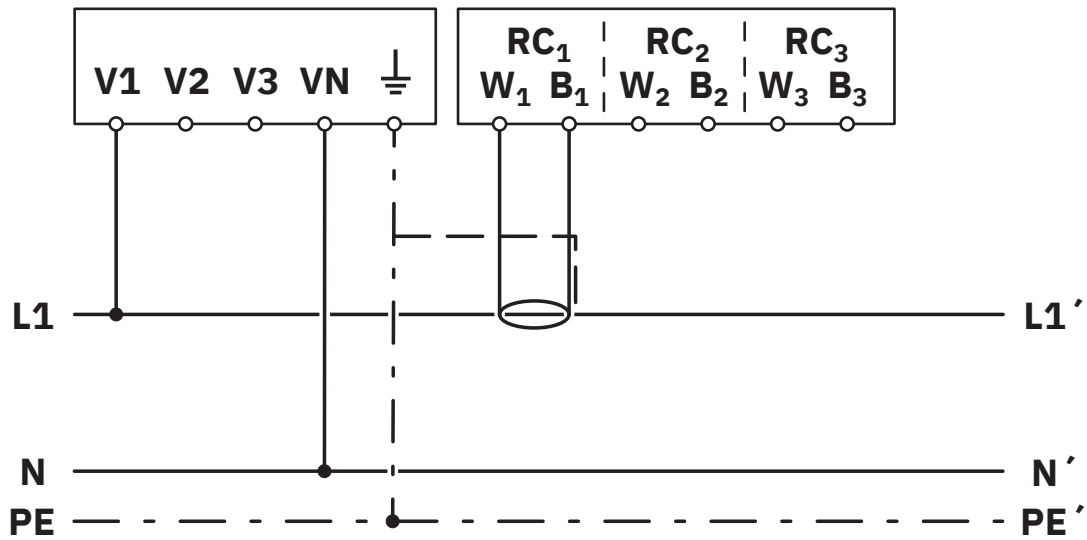 RC₁ RC₂ RC₃
V1 V2 V3 VN W₁ B₁ W₂ B₂ W₃ B₃
L1 L1´
N N´
PE PE´